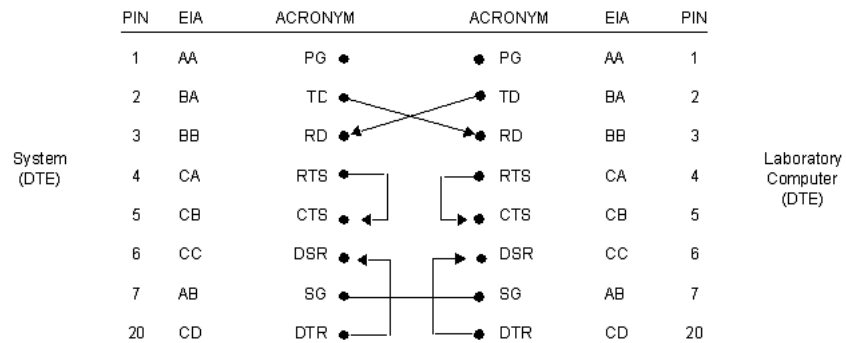 PIN EIA ACRONYM ACRONYM EIA PIN
1 AA PG PG AA 1
2 BA TD TD BA 2
3 BB RD RD BB 3
System
(DTE)
4 CA RTS RTS CA 4
Laboratory
Computer
(DTE)
5 CB CTS CTS CB 5
6 CC DSR DSR CC 6
7 AB SG SG AB 7
20 CD DTR DTR CD 20